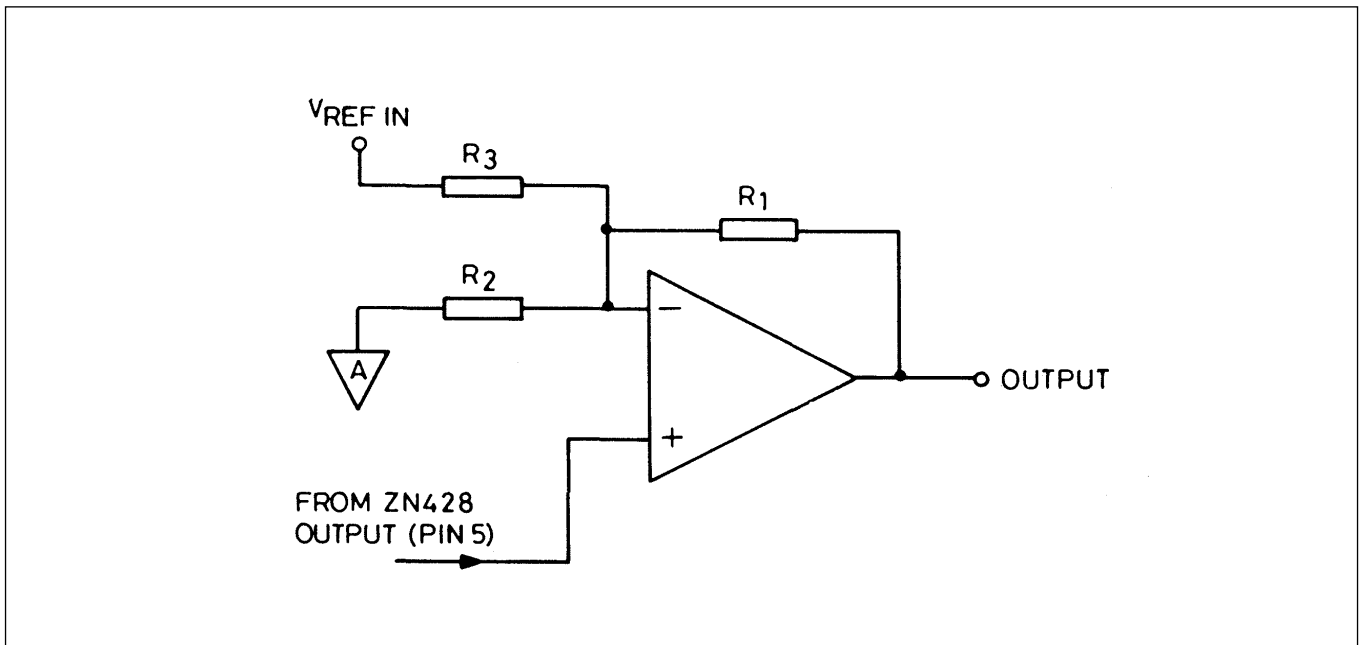 VREF IN
R3
R1
R2
A
−
+
OUTPUT
FROM ZN428
OUTPUT (PIN 5)